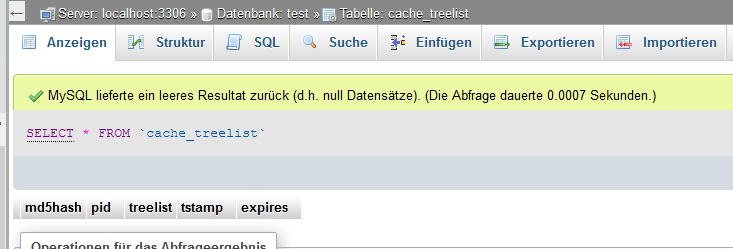 Server: localhost:3306 » Datenbank: test » Tabelle: cache_treelist
Anzeigen Struktur SQL Suche Einfügen Exportieren Importieren
MySQL lieferte ein leeres Resultat zurück (d.h. null Datensätze). (Die Abfrage dauerte 0.0007 Sekunden.)
SELECT * FROM `cache_treelist`
md5hash pid treelist tstamp expires
Operationen für das Abfrageergebnis